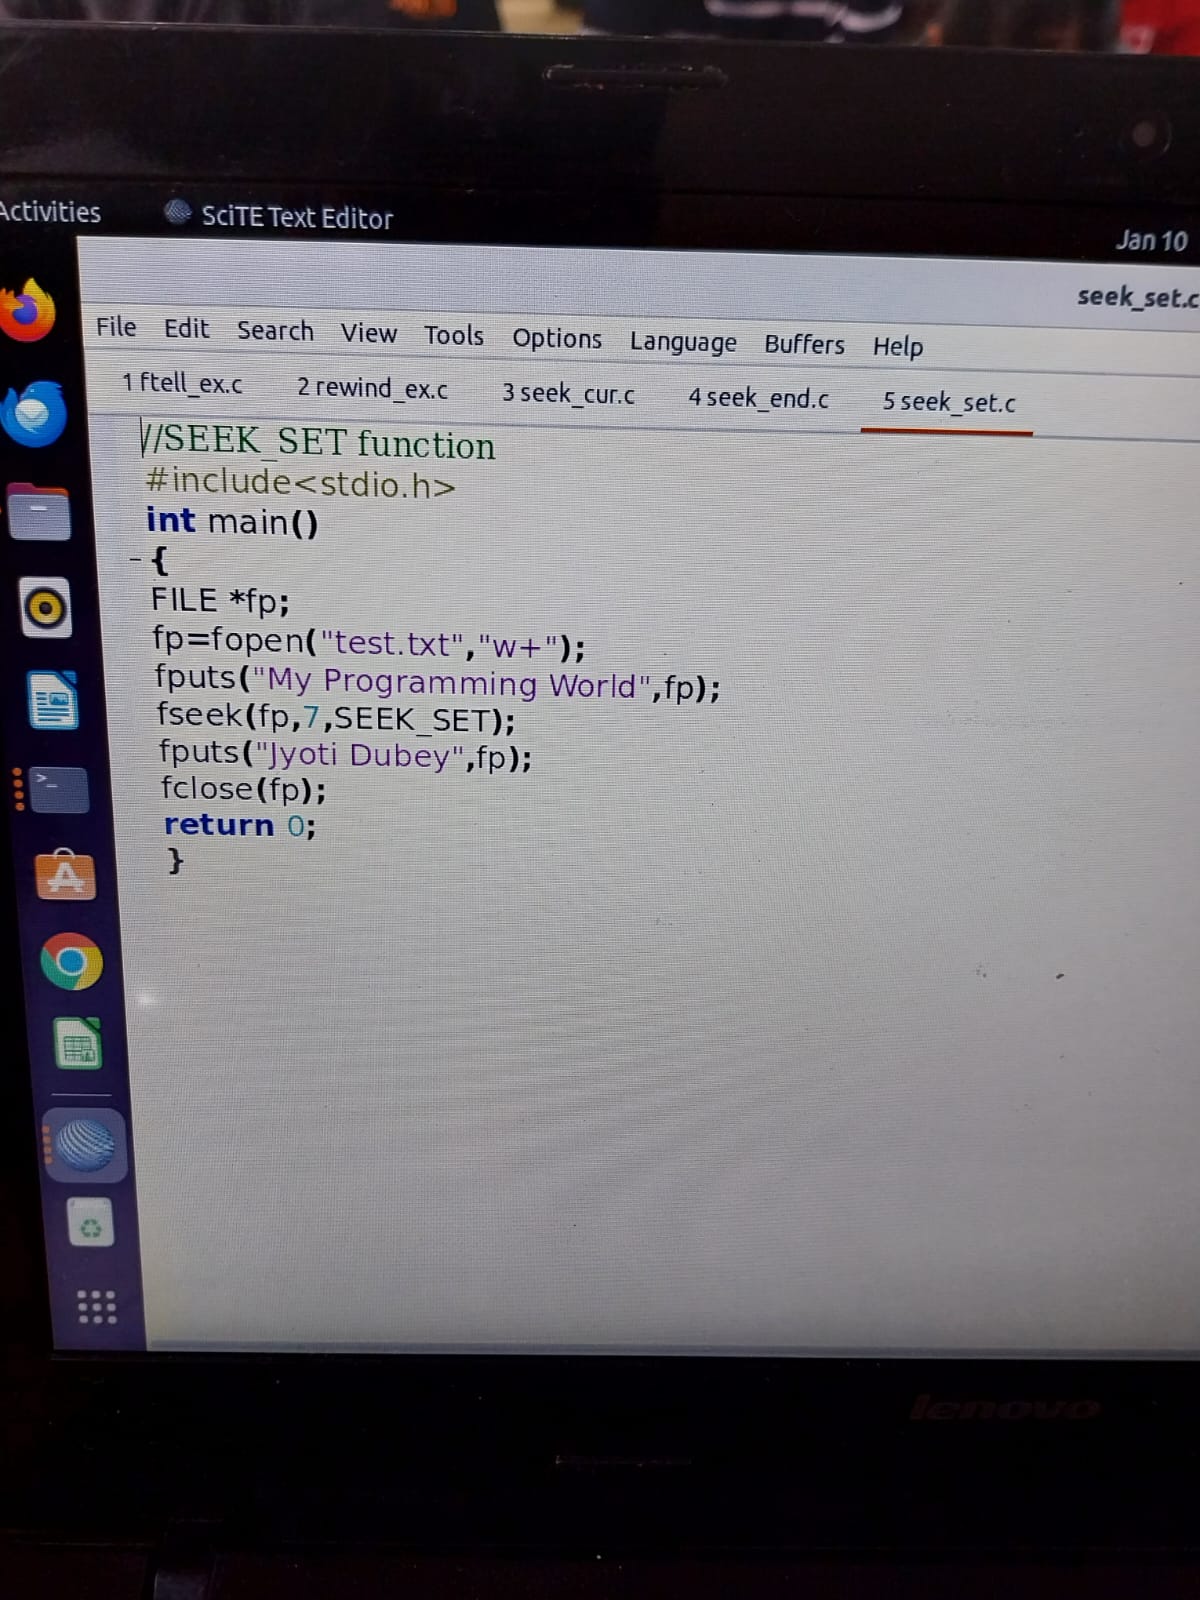 Activities
SciTE Text Editor
Jan 10
seek_set.c
File Edit Search View Tools Options Language Buffers Help
1 ftell_ex.c 2 rewind_ex.c 3 seek_cur.c 4 seek_end.c 5 seek_set.c
//SEEK_SET function
#include<stdio.h>
int main()
{
FILE *fp;
fp=fopen("test.txt","w+");
fputs("My Programming World",fp);
fseek(fp,7,SEEK_SET);
fputs("Jyoti Dubey",fp);
fclose(fp);
return 0;
}
lenovo